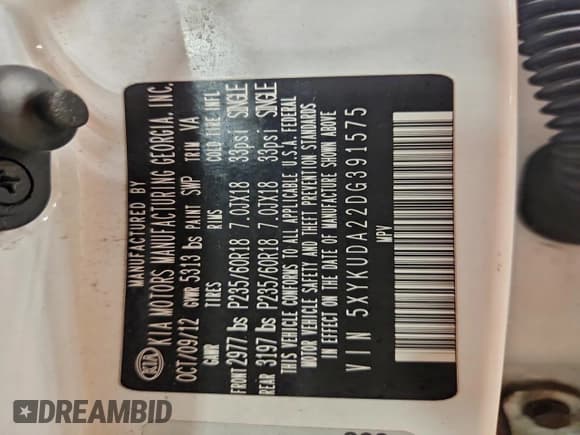 KIA
MANUFACTURED BY
KIA MOTORS MANUFACTURING GEORGIA, INC.
OCT/09/12 GVWR 5313 lbs PAINT SWP TRIM VA
GAWR TIRES RIMS COLD TIRE INFL
FRONT 2977 lbs P235/60R18 7.0JX18 33psi SINGLE
REAR 3197 lbs P235/60R18 7.0JX18 33psi SINGLE
THIS VEHICLE CONFORMS TO ALL APPLICABLE U.S.A. FEDERAL
MOTOR VEHICLE SAFETY AND THEFT PREVENTION STANDARDS
IN EFFECT ON THE DATE OF MANUFACTURE SHOWN ABOVE.
VIN 5XYKUDA22DG391575
MPV
DREAMBID